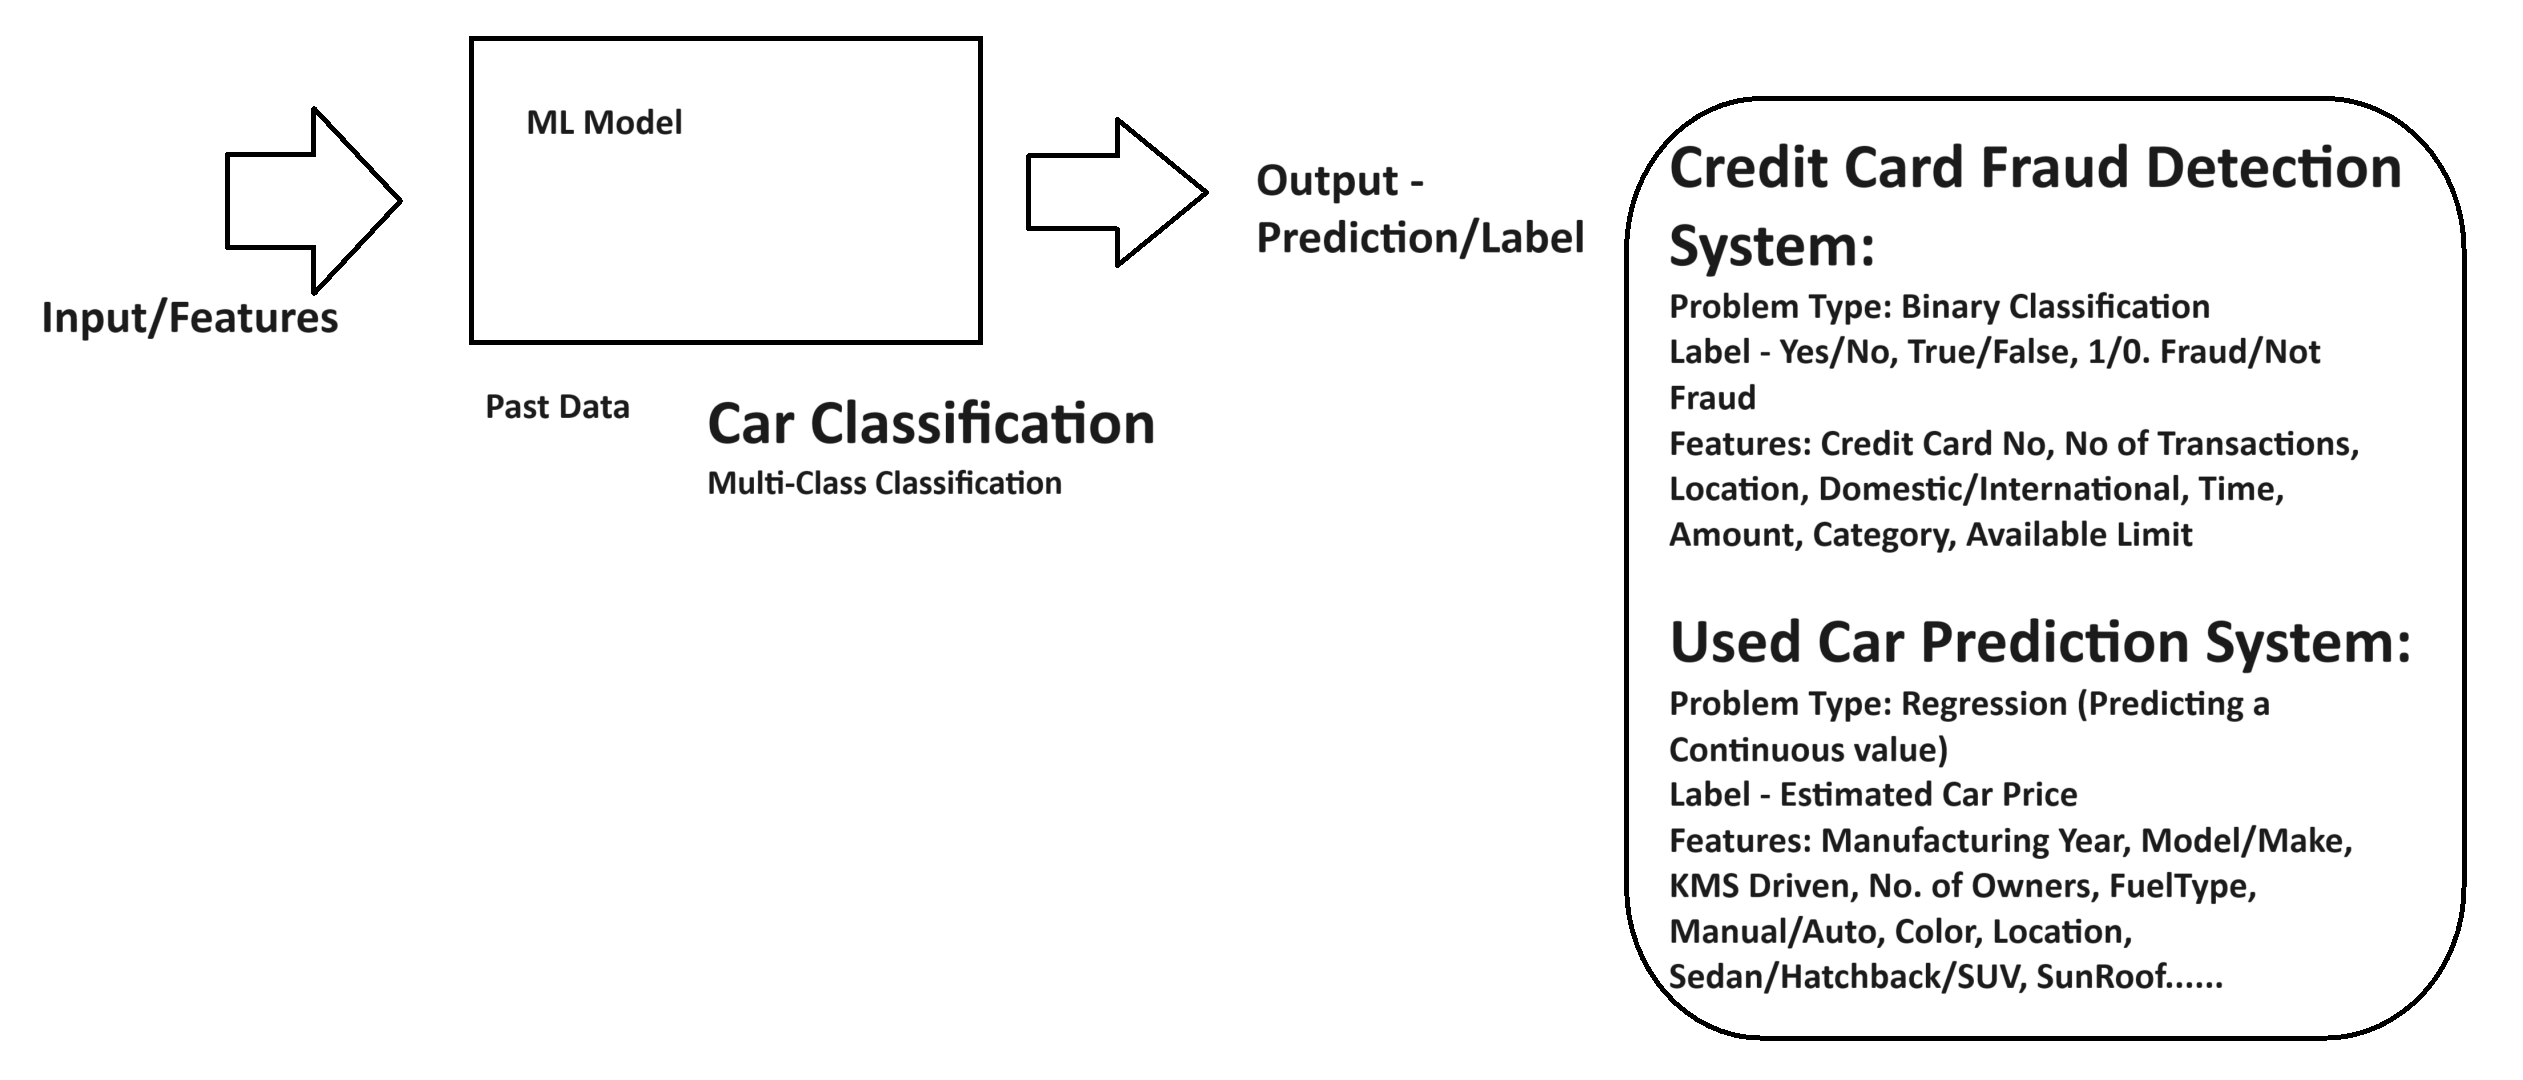 Input/Features
ML Model
Past Data
Car Classification
Multi-Class Classification
Output -
Prediction/Label
Credit Card Fraud Detection
System:
Problem Type: Binary Classification
Label - Yes/No, True/False, 1/0. Fraud/Not
Fraud
Features: Credit Card No, No of Transactions,
Location, Domestic/International, Time,
Amount, Category, Available Limit
Used Car Prediction System:
Problem Type: Regression (Predicting a
Continuous value)
Label - Estimated Car Price
Features: Manufacturing Year, Model/Make,
KMS Driven, No. of Owners, FuelType,
Manual/Auto, Color, Location,
Sedan/Hatchback/SUV, SunRoof......